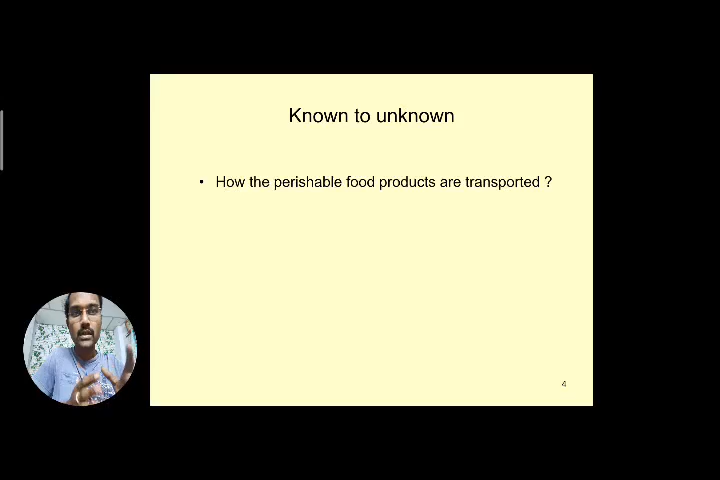 Known to unknown
• How the perishable food products are transported ?
4